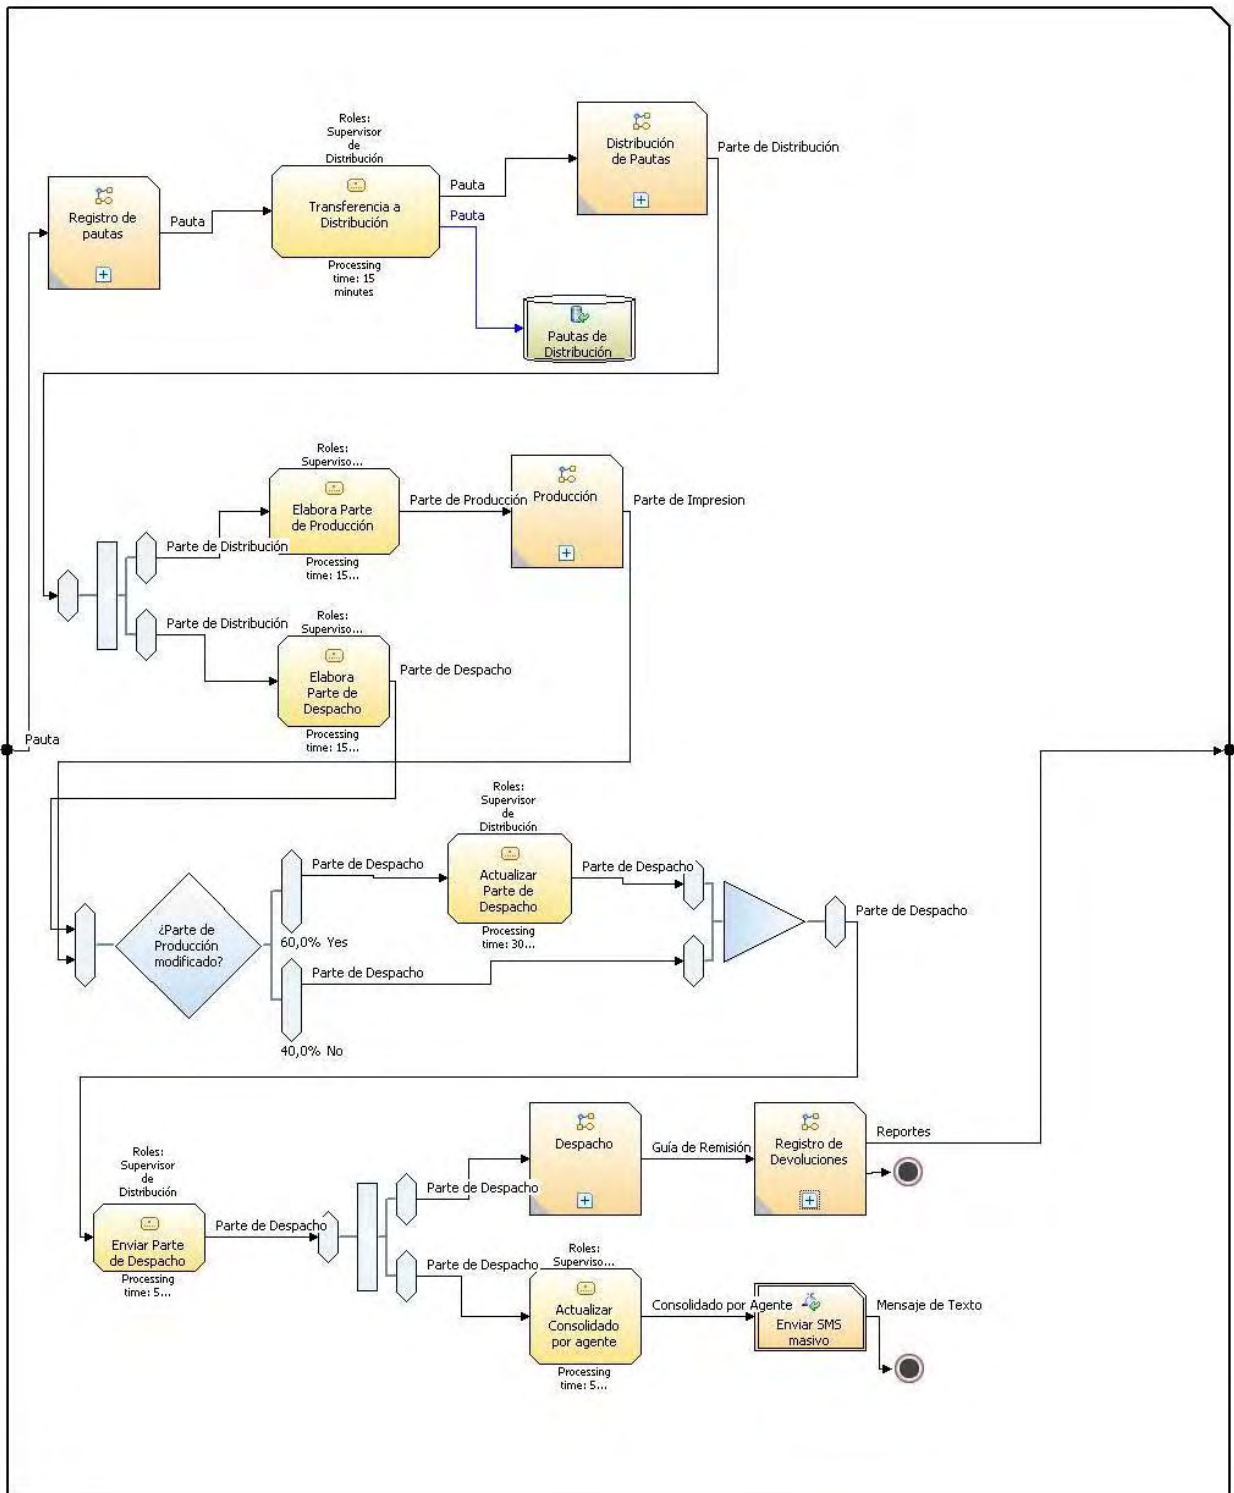 Roles:
Supervisor
de
Distribución
Distribución
de Pautas
Parte de Distribución
Registro de
pautas
Pauta
Transferencia a
Distribución
Pauta
Pauta
Processing
time: 15
minutes
Pautas de
Distribución
Roles:
Superviso...
Elabora Parte
de Producción
Processing
time: 15...
Parte de Producción
Producción
Parte de Impresion
Parte de Distribución
Parte de Distribución
Roles:
Superviso...
Elabora
Parte de
Despacho
Processing
time: 15...
Parte de Despacho
Pauta
Roles:
Supervisor
de
Distribución
Actualizar
Parte de
Despacho
Processing
time: 30...
Parte de Despacho
Parte de Despacho
Parte de Despacho
¿Parte de
Producción
modificado?
60,0% Yes
Parte de Despacho
40,0% No
Roles:
Supervisor
de
Distribución
Enviar Parte
de Despacho
Processing
time: 5...
Parte de Despacho
Parte de Despacho
Despacho
Guía de Remisión
Registro de
Devoluciones
Reportes
Parte de Despacho
Roles:
Superviso...
Actualizar
Consolidado
por agente
Processing
time: 5...
Consolidado por Agente
Enviar SMS
masivo
Mensaje de Texto